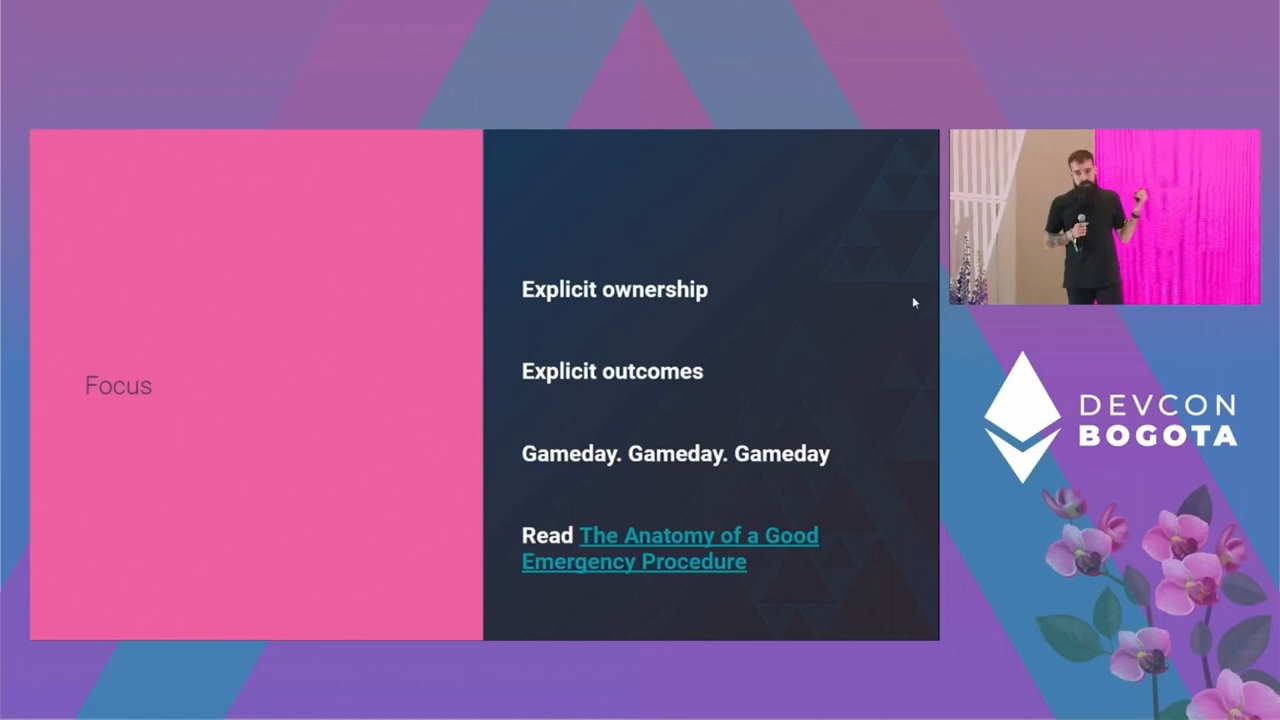 Focus
Explicit ownership
Explicit outcomes
Gameday. Gameday. Gameday
Read The Anatomy of a Good
Emergency Procedure
DEVCON
BOGOTA